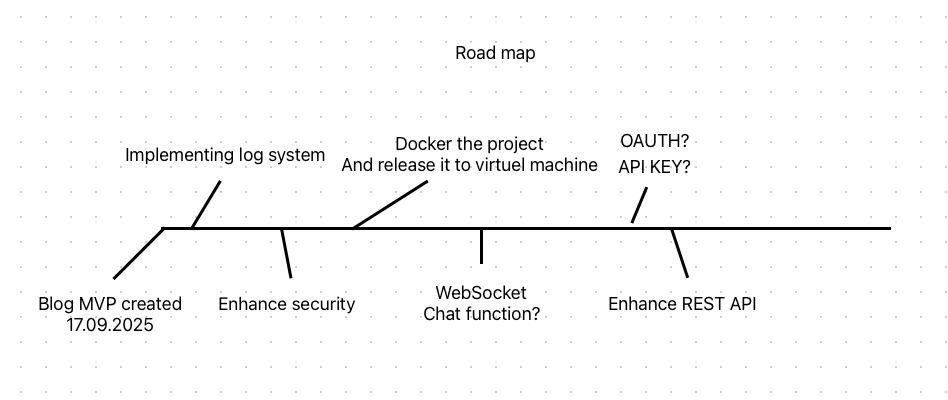 Road map
Implementing log system
Docker the project
And release it to virtuel machine
OAUTH?
API KEY?
Blog MVP created
17.09.2025
Enhance security
WebSocket
Chat function?
Enhance REST API